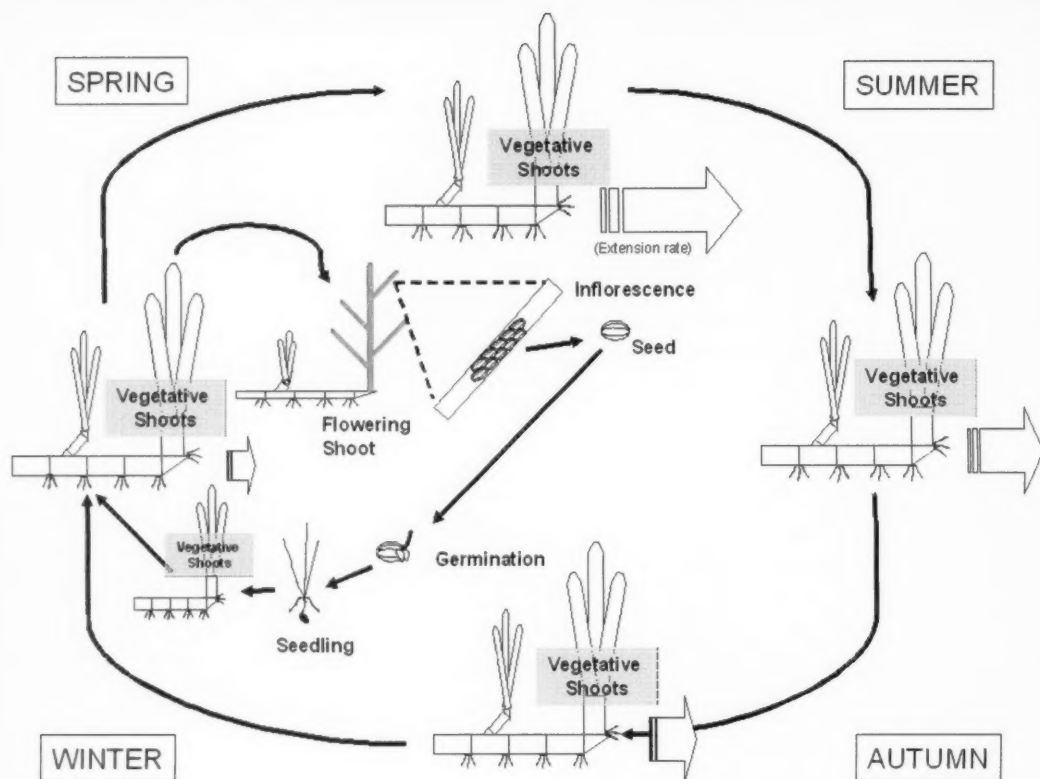 SPRING
SUMMER
Vegetative
Shoots
(Extension rate)
Inflorescence
Seed
Vegetative
Shoots
Flowering
Shoot
Vegetative
Shoots
Vegetative
Shoots
Germination
Seedling
Vegetative
Shoots
WINTER
AUTUMN